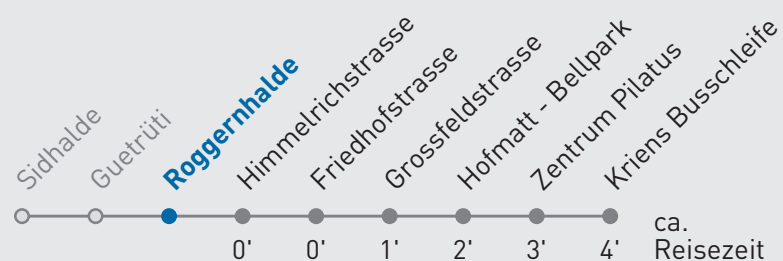 Sidhalde
Guetrüti
Roggernhalde
Himmelrichstrasse
Friedhofstrasse
Grossfeldstrasse
Hofmatt - Bellpark
Zentrum Pilatus
Kriens Busschleife
0' 0' 1' 2' 3' 4'
ca.
Reisezeit